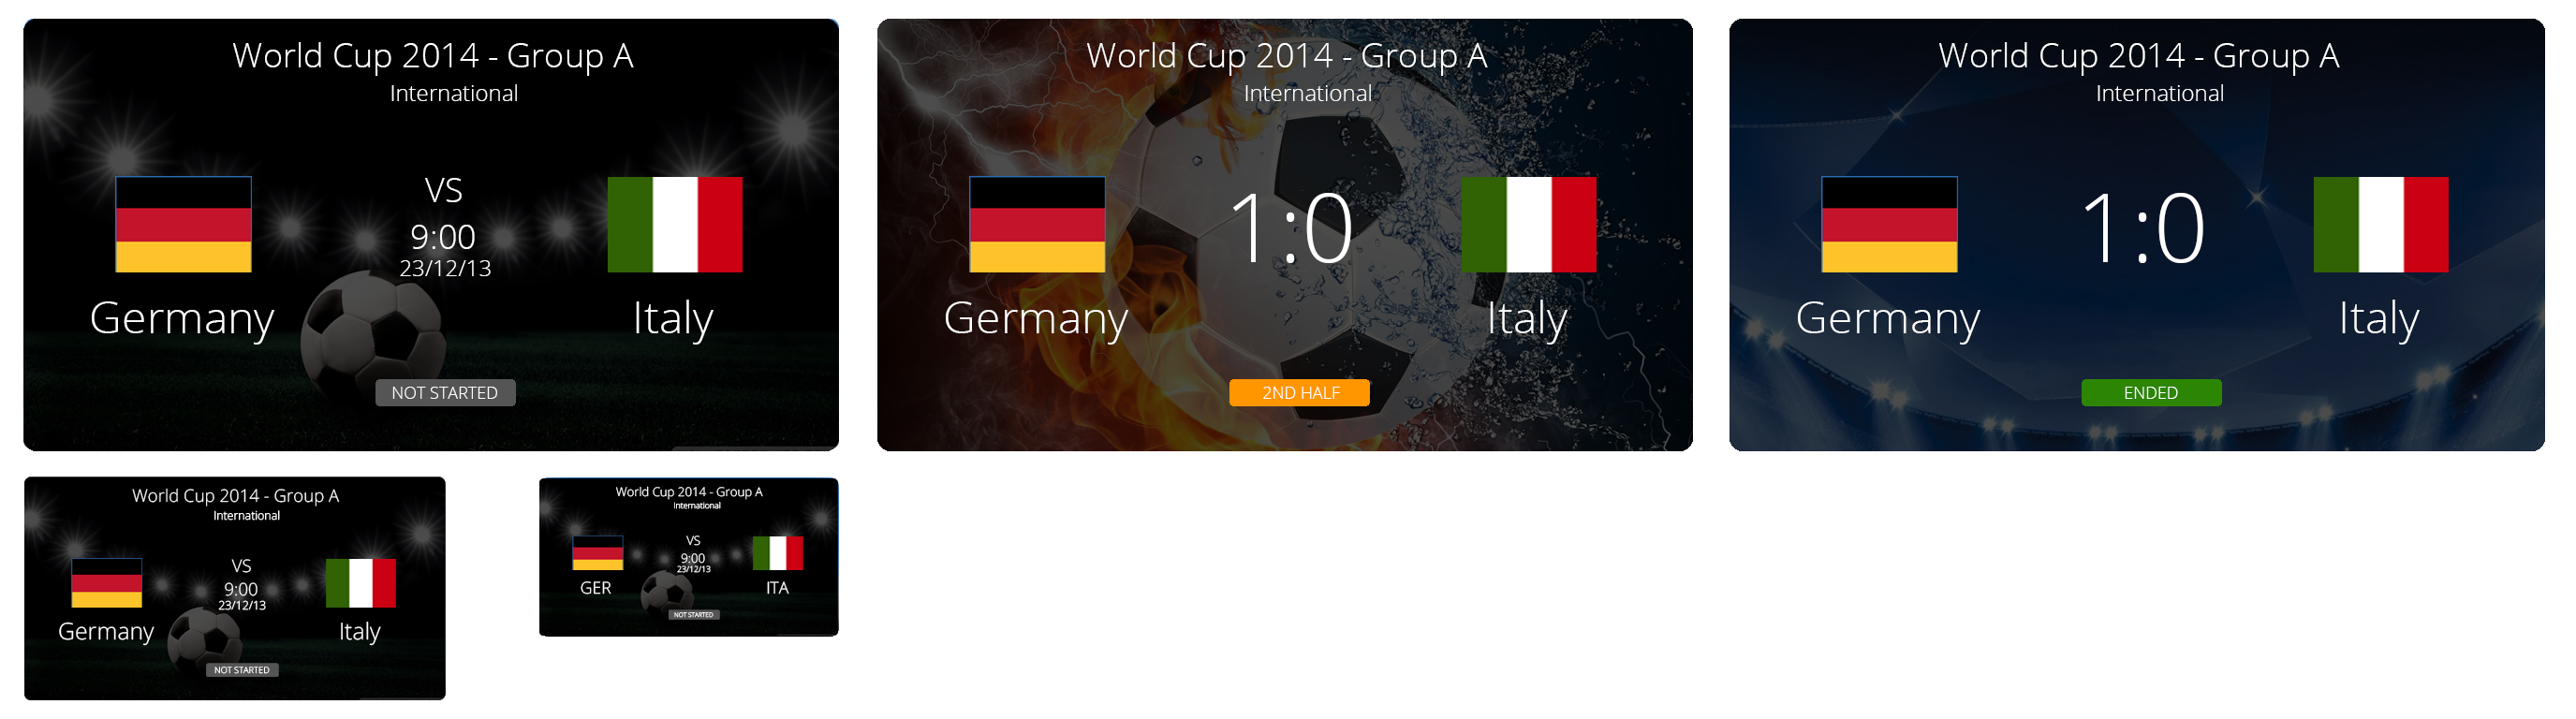 World Cup 2014 - Group A
International
VS
9:00
23/12/13
Germany
Italy
NOT STARTED
World Cup 2014 - Group A
International
1:0
Germany
Italy
2ND HALF
World Cup 2014 - Group A
International
1:0
Germany
Italy
ENDED
World Cup 2014 - Group A
International
VS
9:00
23/12/13
Germany
Italy
NOT STARTED
World Cup 2014 - Group A
International
VS
9:00
23/12/13
GER
ITA
NOT STARTED